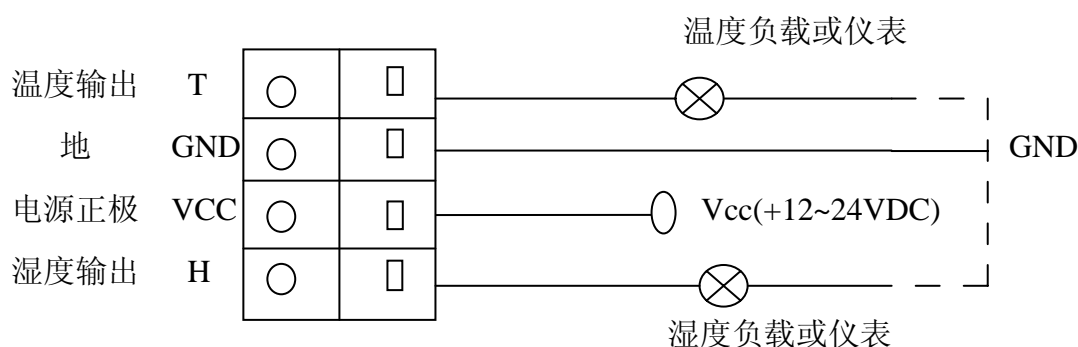 温度负载或仪表
温度输出 T
地 GND GND
电源正极 VCC Vcc(+12~24VDC)
湿度输出 H
湿度负载或仪表